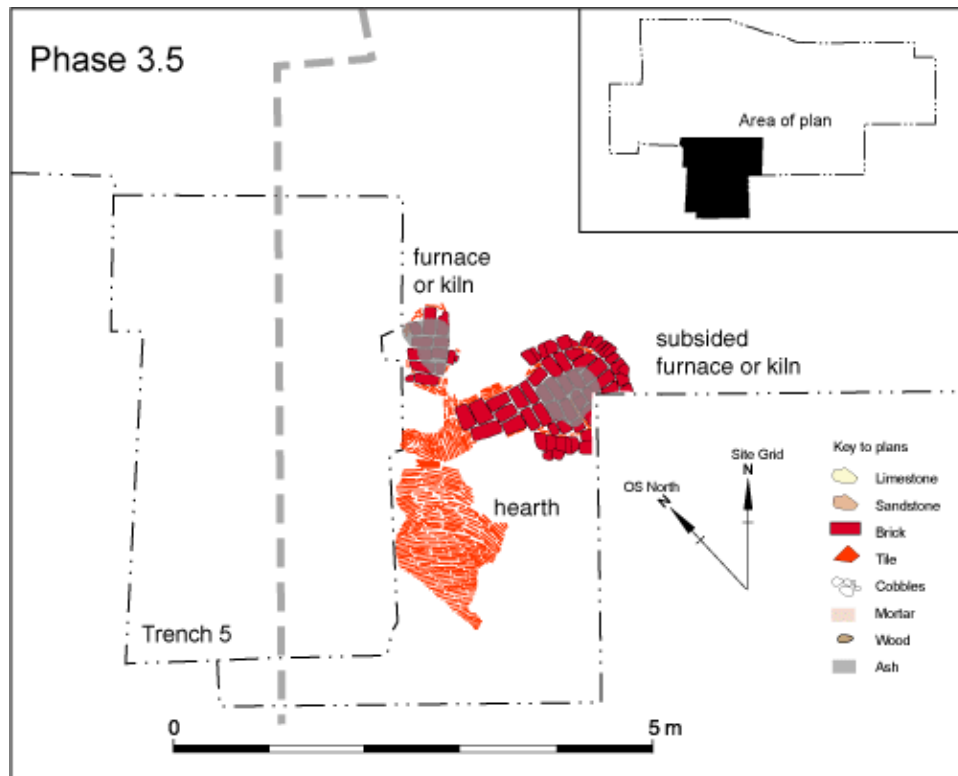 Phase 3.5
Area of plan
furnace
or kiln
subsided
furnace or kiln
hearth
Trench 5
OS North
N
Site Grid
N
Key to plans
Limestone
Sandstone
Brick
Tile
Cobbles
Mortar
Wood
Ash
0
5 m